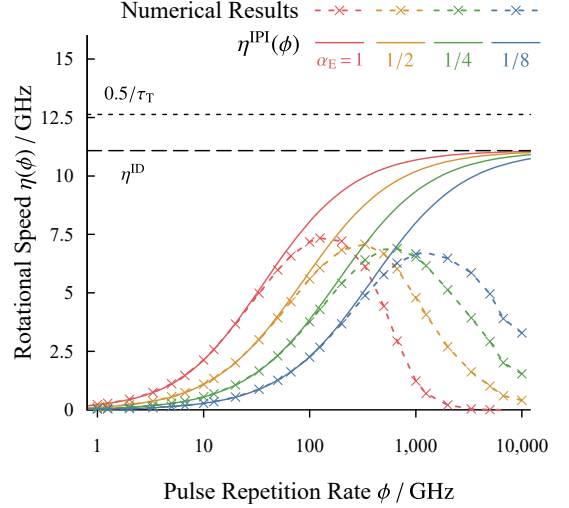 Numerical Results
η^IPI(ϕ)
α_E = 1 1/2 1/4 1/8
15
12.5
10
7.5
5
2.5
0
0.5/τ_T
η^ID
Rotational Speed η(ϕ) / GHz
1 10 100 1,000 10,000
Pulse Repetition Rate ϕ / GHz